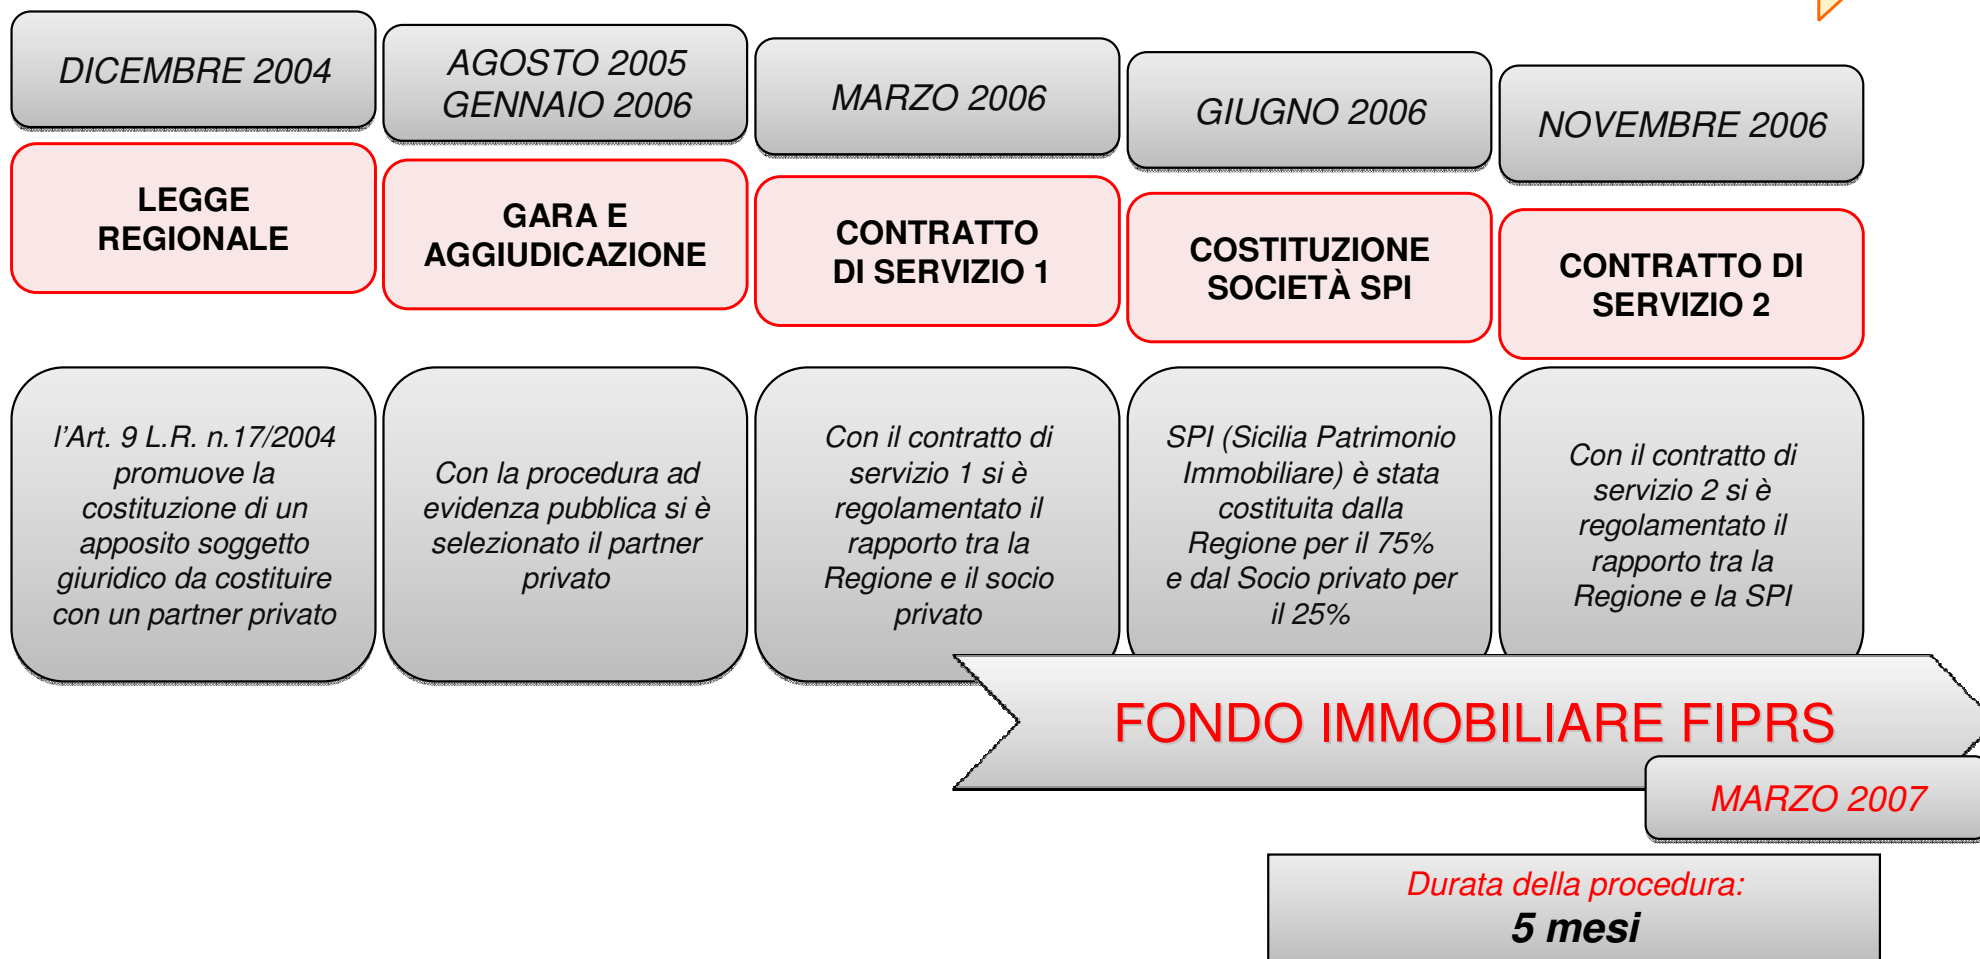 DICEMBRE 2004
AGOSTO 2005
GENNAIO 2006
MARZO 2006
GIUGNO 2006
NOVEMBRE 2006
LEGGE
REGIONALE
GARA E
AGGIUDICAZIONE
CONTRATTO
DI SERVIZIO 1
COSTITUZIONE
SOCIETÀ SPI
CONTRATTO DI
SERVIZIO 2
l’Art. 9 L.R. n.17/2004
promuove la
costituzione di un
apposito soggetto
giuridico da costituire
con un partner privato
Con la procedura ad
evidenza pubblica si è
selezionato il partner
privato
Con il contratto di
servizio 1 si è
regolamentato il
rapporto tra la
Regione e il socio
privato
SPI (Sicilia Patrimonio
Immobiliare) è stata
costituita dalla
Regione per il 75%
e dal Socio privato per
il 25%
Con il contratto di
servizio 2 si è
regolamentato il
rapporto tra la
Regione e la SPI
FONDO IMMOBILIARE FIPRS
MARZO 2007
Durata della procedura:
5 mesi